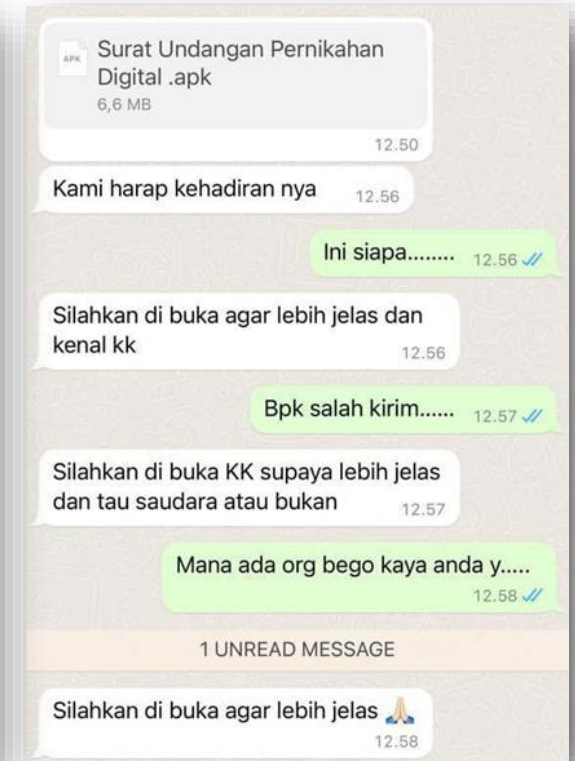 APK
Surat Undangan Pernikahan
Digital .apk
6,6 MB
12.50
Kami harap kehadiran nya 12.56
Ini siapa........ 12.56
Silahkan di buka agar lebih jelas dan
kenal kk
12.56
Bpk salah kirim...... 12.57
Silahkan di buka KK supaya lebih jelas
dan tau saudara atau bukan
12.57
Mana ada org bego kaya anda y.....
12.58
1 UNREAD MESSAGE
Silahkan di buka agar lebih jelas 🙏🏻
12.58